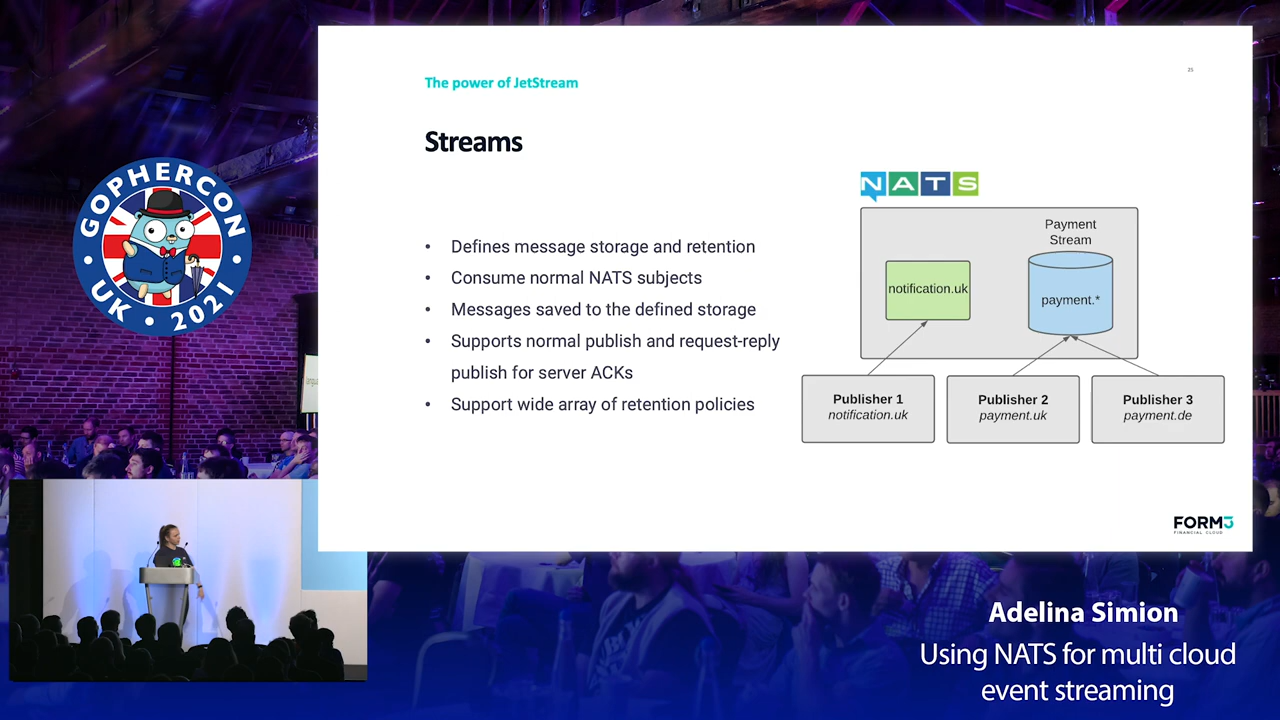 The power of JetStream
25
Streams
NATS
• Defines message storage and retention
• Consume normal NATS subjects
• Messages saved to the defined storage
• Supports normal publish and request-reply
publish for server ACKs
• Support wide array of retention policies
Payment
Stream
notification.uk
payment.*
Publisher 1
notification.uk
Publisher 2
payment.uk
Publisher 3
payment.de
FORM3
FINANCIAL CLOUD
GOPHERCON
• UK • 2021
Adelina Simion
Using NATS for multi cloud
event streaming